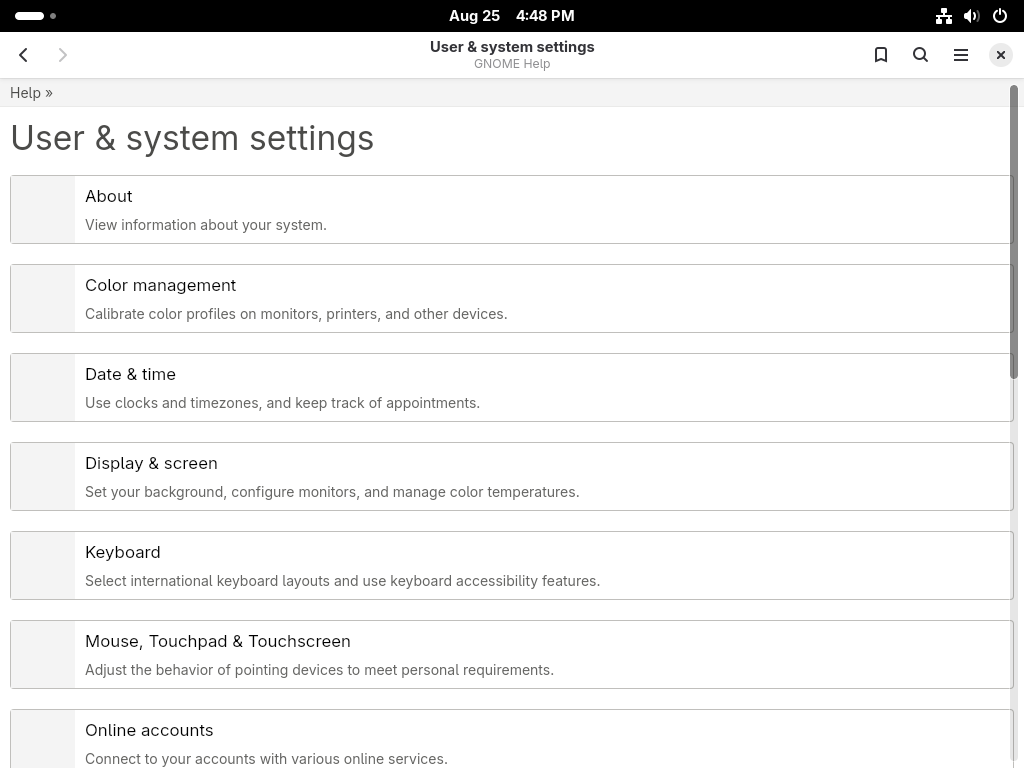 Aug 25 4:48 PM
User & system settings
GNOME Help
Help »
User & system settings
About
View information about your system.
Color management
Calibrate color profiles on monitors, printers, and other devices.
Date & time
Use clocks and timezones, and keep track of appointments.
Display & screen
Set your background, configure monitors, and manage color temperatures.
Keyboard
Select international keyboard layouts and use keyboard accessibility features.
Mouse, Touchpad & Touchscreen
Adjust the behavior of pointing devices to meet personal requirements.
Online accounts
Connect to your accounts with various online services.